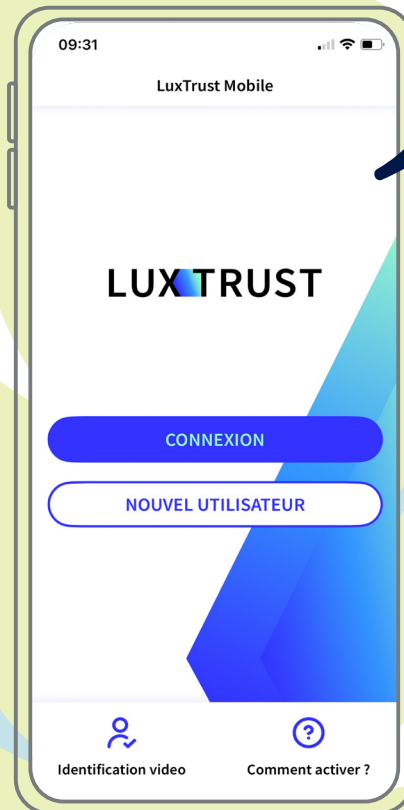 09:31
LuxTrust Mobile
LUXTRUST
CONNEXION
NOUVEL UTILISATEUR
Identification video
Comment activer ?